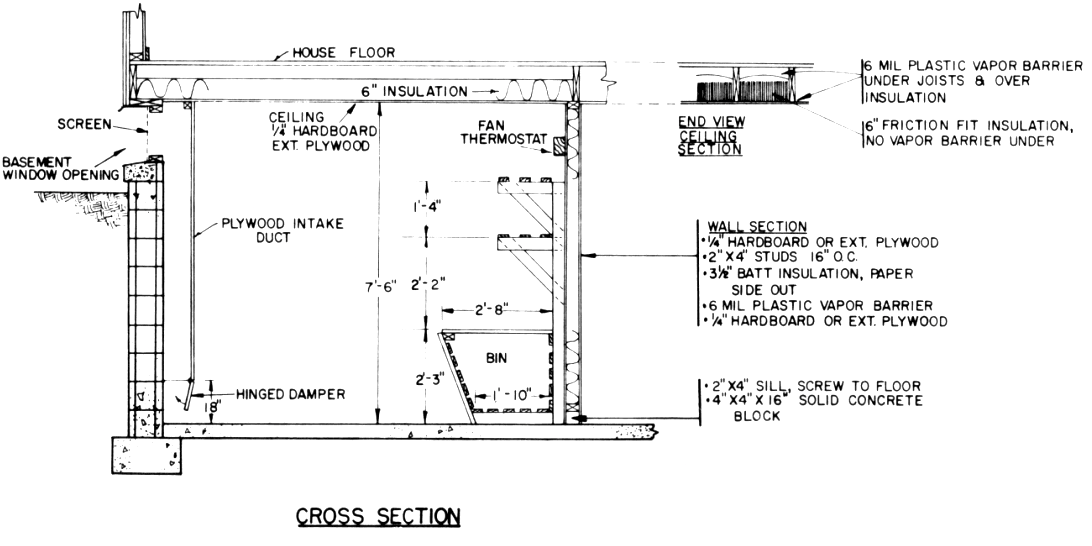 HOUSE FLOOR
6" INSULATION
CEILING
1/4" HARDBOARD
EXT. PLYWOOD
SCREEN
BASEMENT
WINDOW OPENING
FAN
THERMOSTAT
END VIEW
CEILING
SECTION
6 MIL PLASTIC VAPOR BARRIER
UNDER JOISTS & OVER
INSULATION
6" FRICTION FIT INSULATION,
NO VAPOR BARRIER UNDER
PLYWOOD INTAKE
DUCT
1'-4"
7'-6"
2'-2"
2'-8"
WALL SECTION
•1/4" HARDBOARD OR EXT. PLYWOOD
•2"X4" STUDS 16" O.C.
•3 1/2" BATT INSULATION, PAPER
SIDE OUT
•6 MIL PLASTIC VAPOR BARRIER
•1/4" HARDBOARD OR EXT. PLYWOOD
BIN
2'-3"
1'-10"
HINGED DAMPER
18"
•2"X4" SILL, SCREW TO FLOOR
•4"X4"X16" SOLID CONCRETE
BLOCK
CROSS SECTION